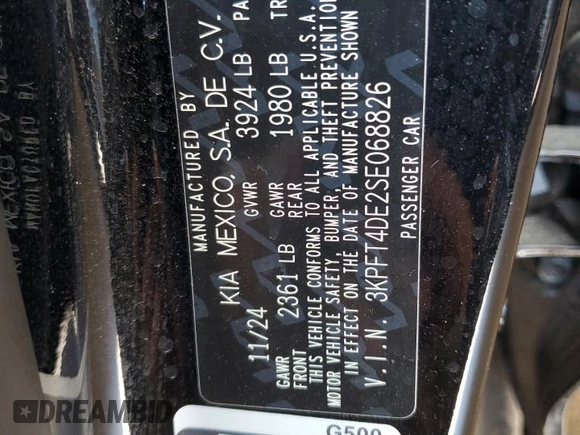 MANUFACTURED BY
KIA MEXICO, S.A. DE C.V.
11/24 GVWR 3924 LB PA
GAWR FRONT 2361 LB GAWR REAR 1980 LB TR
THIS VEHICLE CONFORMS TO ALL APPLICABLE U.S.A.
MOTOR VEHICLE SAFETY, BUMPER, AND THEFT PREVENTION
IN EFFECT ON THE DATE OF MANUFACTURE SHOWN
V.I.N. 3KPFT4DE2SE068826
PASSENGER CAR
G500
DREAMBID